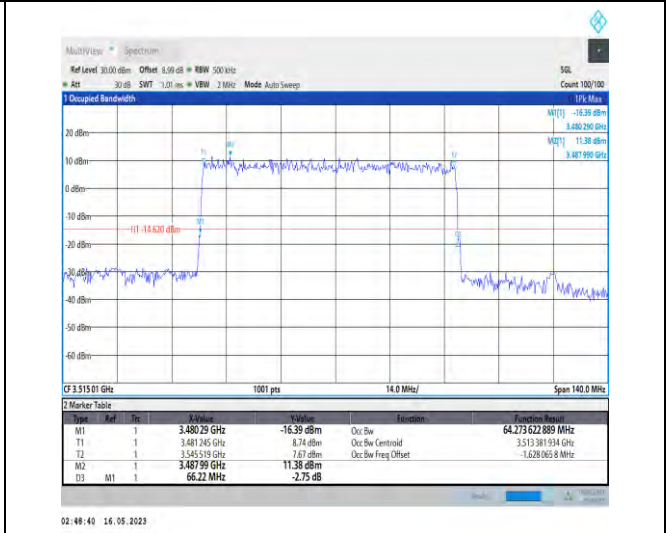 MultiView Spectrum
Ref Level 30.00 dBm Offset 8.99 dB RBW 500 kHz SGL
Att 30 dB SWT 1.01 ms VBW 2 MHz Mode Auto Sweep Count 100/100
1 Occupied Bandwidth 1Pk Max
M1[1] -16.39 dBm
3.480 290 GHz
M2[1] 11.38 dBm
3.487 990 GHz
20 dBm
M2
T1
T2
10 dBm
0 dBm
-10 dBm
M1
H1 -14.620 dBm
D3
-20 dBm
-30 dBm
-40 dBm
-50 dBm
-60 dBm
CF 3.515 01 GHz 1001 pts 14.0 MHz/ Span 140.0 MHz
2 Marker Table
Type Ref Trc X-Value Y-Value Function Function Result
M1 1 3.480 29 GHz -16.39 dBm Occ Bw 64.273 622 889 MHz
T1 1 3.481 245 GHz 8.74 dBm Occ Bw Centroid 3.513 381 934 GHz
T2 1 3.545 519 GHz 7.67 dBm Occ Bw Freq Offset -1.628 065 8 MHz
M2 1 3.487 99 GHz 11.38 dBm
D3 M1 1 66.22 MHz -2.75 dB
02:46:40 16.05.2023